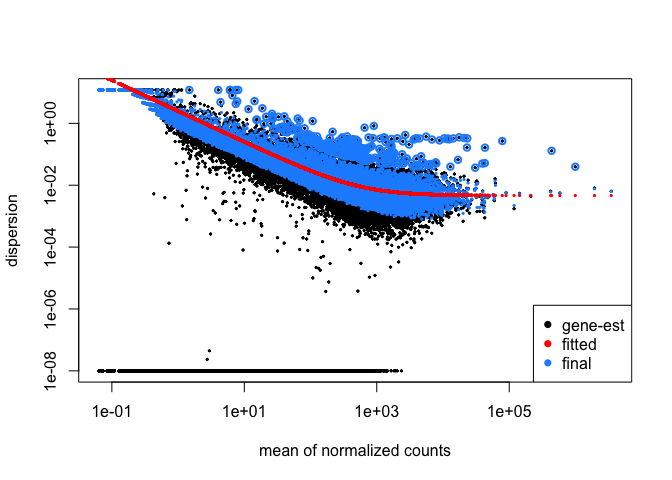 1e+00
1e-02
1e-04
1e-06
1e-08
dispersion
gene-est
fitted
final
1e-01
1e+01
1e+03
1e+05
mean of normalized counts